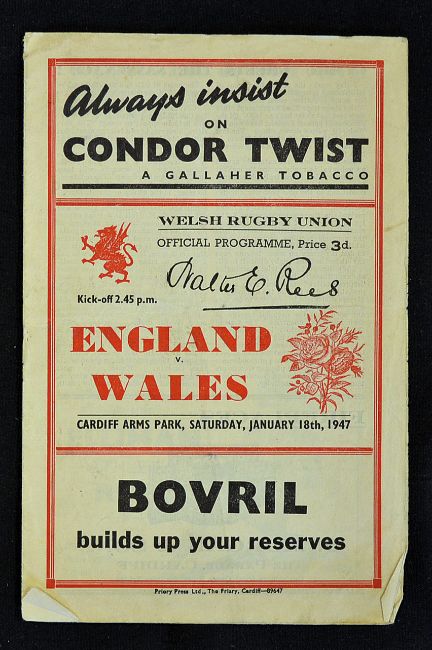 Always insist
ON
CONDOR TWIST
A GALLAHER TOBACCO
WELSH RUGBY UNION
OFFICIAL PROGRAMME, Price 3d.
Walter E. Rees
Kick-off 2.45 p.m.
ENGLAND
v.
WALES
CARDIFF ARMS PARK, SATURDAY, JANUARY 18th, 1947
BOVRIL
builds up your reserves
Priory Press Ltd., The Friary, Cardiff—89647